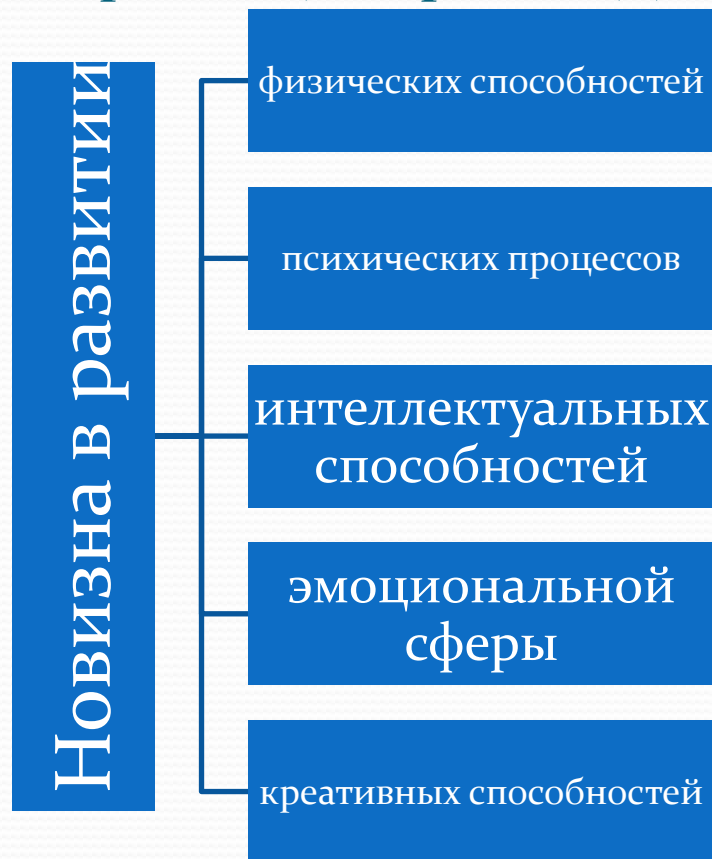 Новизна в развитии
физических способностей
психических процессов
интеллектуальных
способностей
эмоциональной
сферы
креативных способностей